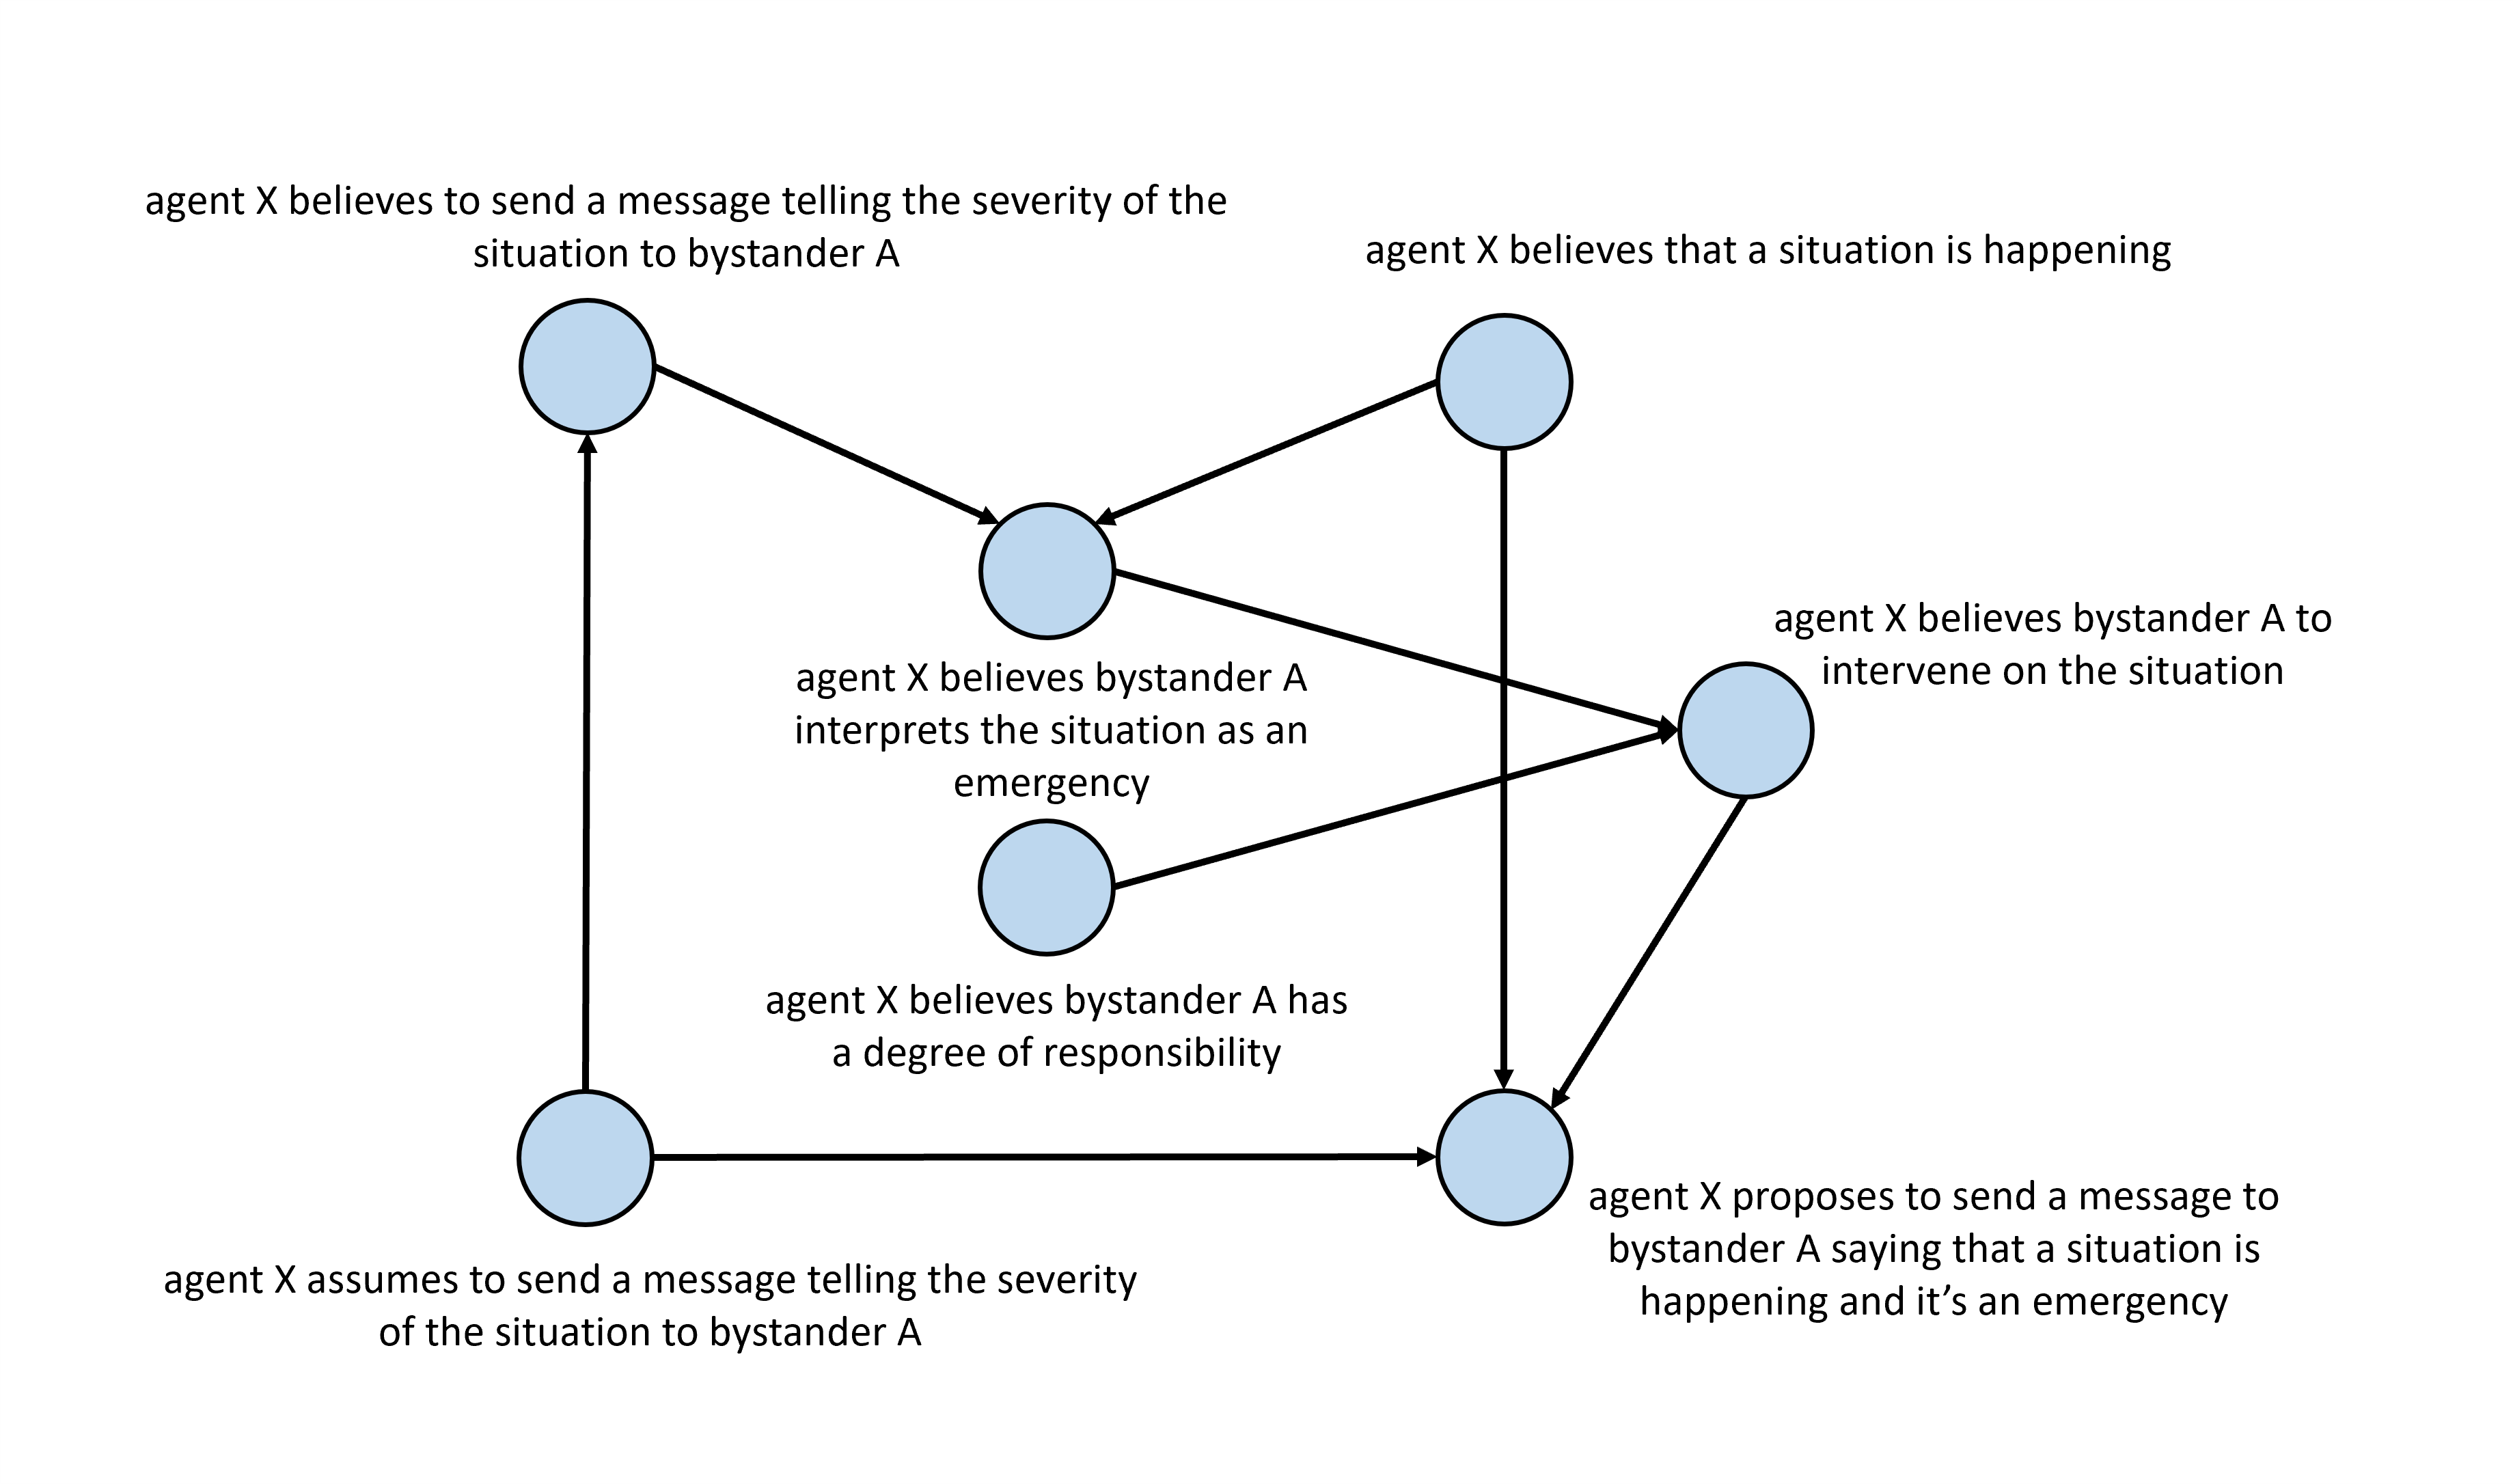 agent X believes to send a message telling the severity of the
situation to bystander A
agent X believes that a situation is happening
agent X believes bystander A to
intervene on the situation
agent X believes bystander A
interprets the situation as an
emergency
agent X believes bystander A has
a degree of responsibility
agent X proposes to send a message to
bystander A saying that a situation is
happening and it’s an emergency
agent X assumes to send a message telling the severity
of the situation to bystander A